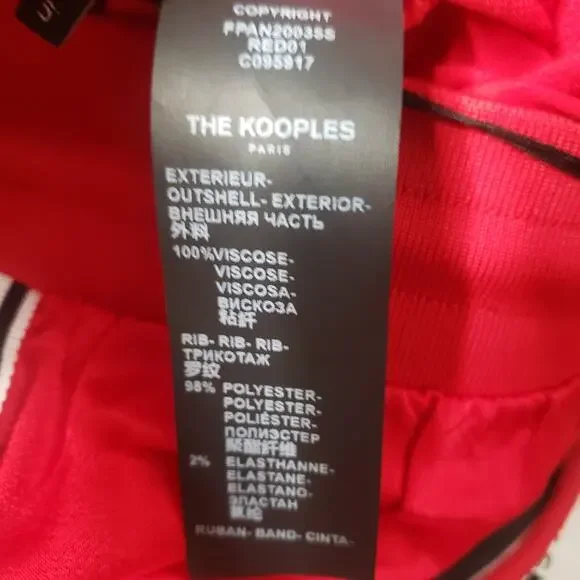 COPYRIGHT
FPAN20035S
RED01
C095917
THE KOOPLES
PARIS
EXTERIEUR-
OUTSHELL- EXTERIOR-
ВНЕШНЯЯ ЧАСТЬ
外料
100%VISCOSE-
VISCOSE-
VISCOSA-
ВИСКОЗА
粘纤
RIB- RIB- RIB-
ТРИКОТАЖ
罗纹
98% POLYESTER-
POLYESTER-
POLIÉSTER-
ПОЛИЭСТЕР
聚酯纤维
2% ELASTHANNE-
ELASTANE-
ELASTANO-
ЭЛАСТАН
氨纶
RUBAN- BAND- CINTA-